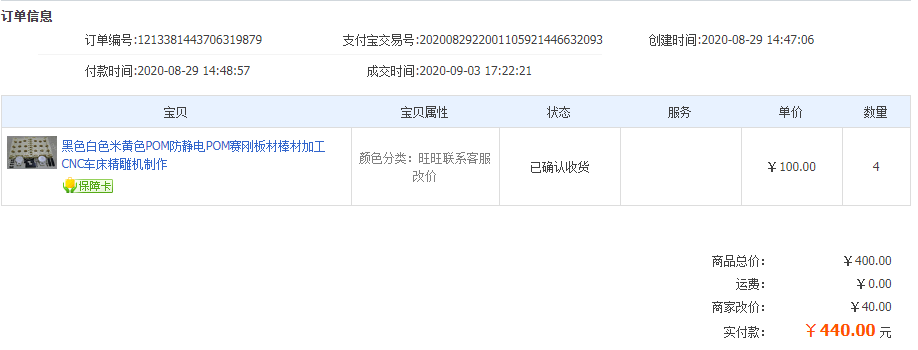 订单信息
订单编号:1213381443706319879 支付宝交易号:2020082922001105921446632093 创建时间:2020-08-29 14:47:06
付款时间:2020-08-29 14:48:57 成交时间:2020-09-03 17:22:21
宝贝 宝贝属性 状态 服务 单价 数量
黑色白色米黄色POM防静电POM赛刚板材棒材加工
CNC车床精雕机制作
保障卡
颜色分类：旺旺联系客服
改价
已确认收货
￥100.00
4
商品总价： ￥400.00
运费： ￥0.00
商家改价： ￥40.00
实付款： ￥440.00 元